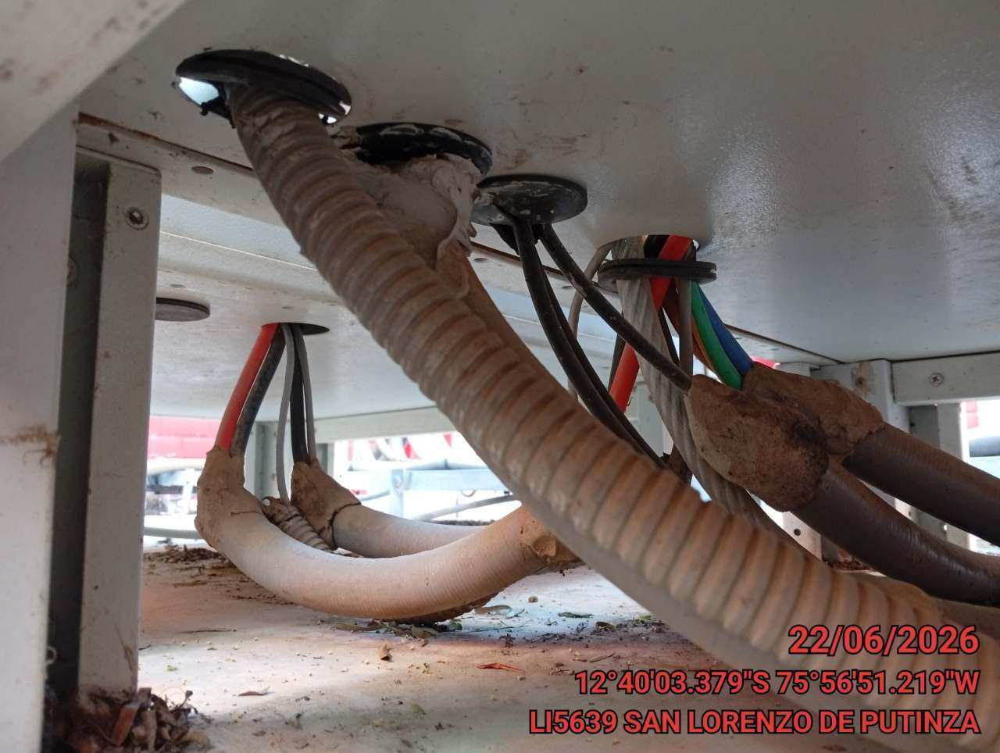 22/06/2026
12°40'03.379"S 75°56'51.219"W
LI5639 SAN LORENZO DE PUTINZA